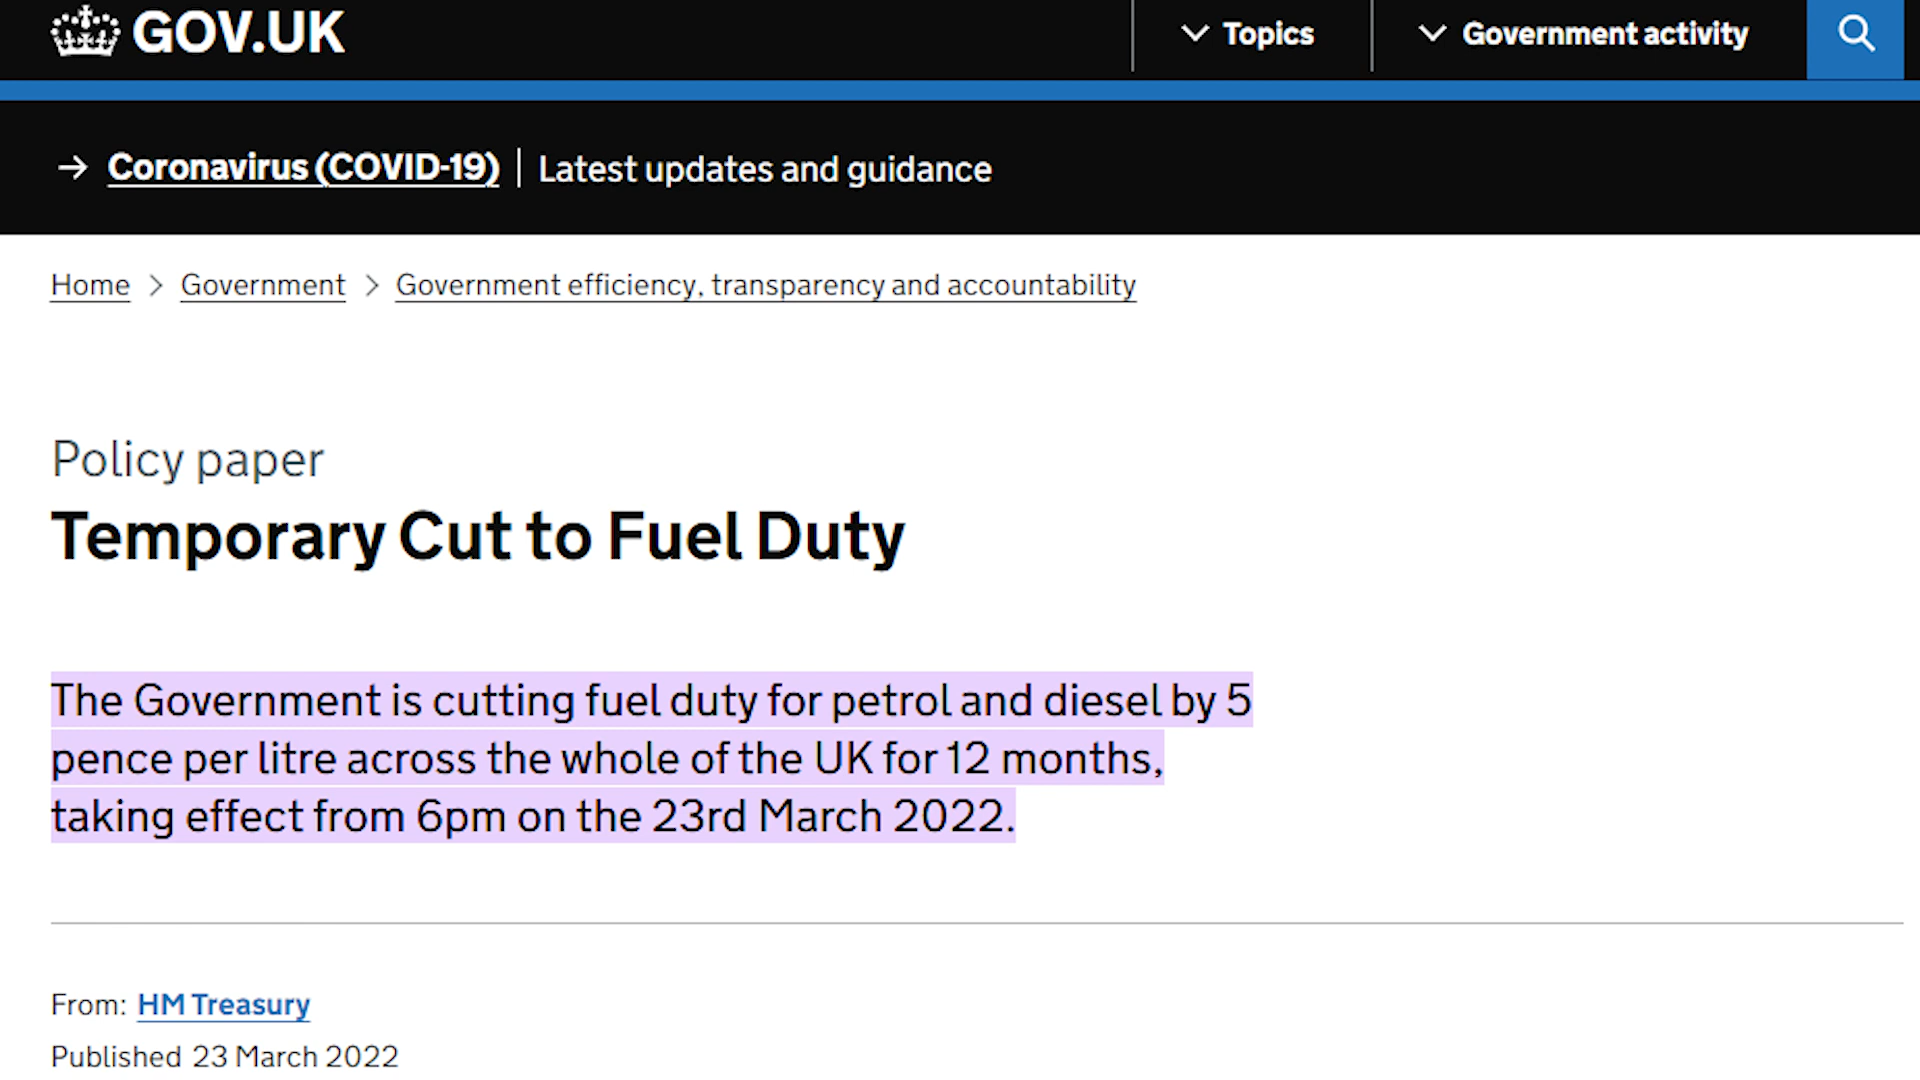 GOV.UK
Topics
Government activity
Coronavirus (COVID-19) | Latest updates and guidance
Home > Government > Government efficiency, transparency and accountability
Policy paper
Temporary Cut to Fuel Duty
The Government is cutting fuel duty for petrol and diesel by 5
pence per litre across the whole of the UK for 12 months,
taking effect from 6pm on the 23rd March 2022.
From: HM Treasury
Published 23 March 2022